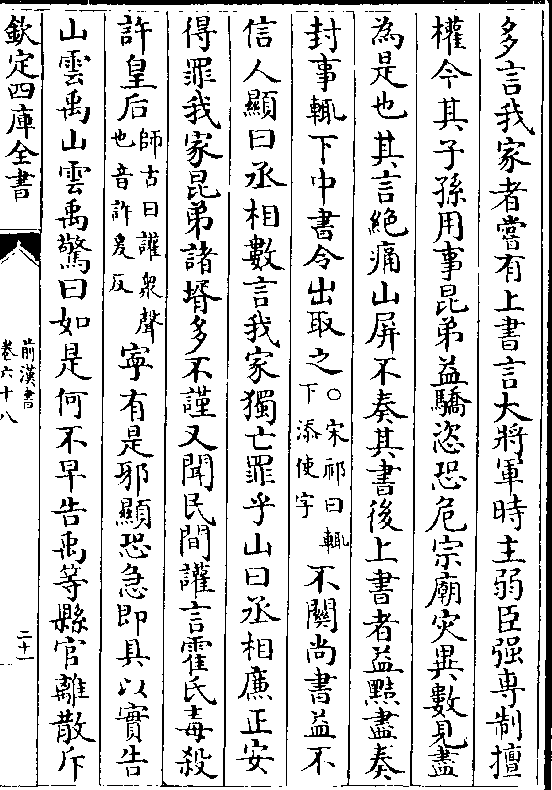 多言我家者嘗有上書言大將軍時主弱臣强專制擅
權今其子孫用事昆弟益驕恣恐危宗廟灾異數見盡
為是也其言絶痛山屏不奏其書後上書者益黠盡奏
封事輒下中書令出取之○宋祁曰輒下添使字不關尚書益不
信人顯曰丞相數言我家獨亡罪乎山曰丞相廉正安
得罪我家昆弟諸壻多不謹又聞民間讙言霍氏毒殺
許皇后師古曰讙衆聲也音許爰反寧有是邪顯恐急即具以實告
山雲禹山雲禹驚曰如是何不早告禹等縣官離散斥
欽定四庫全書
前漢書
卷六十八
二十一